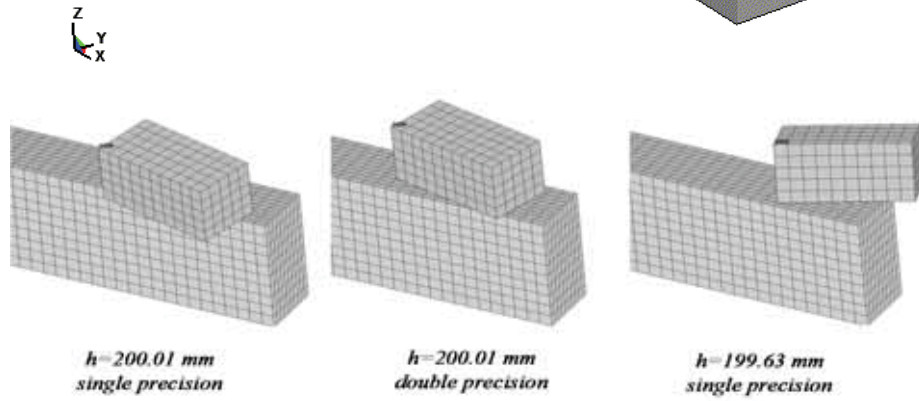 Z
Y
X
h=200.01 mm
single precision
h=200.01 mm
double precision
h=199.63 mm
single precision